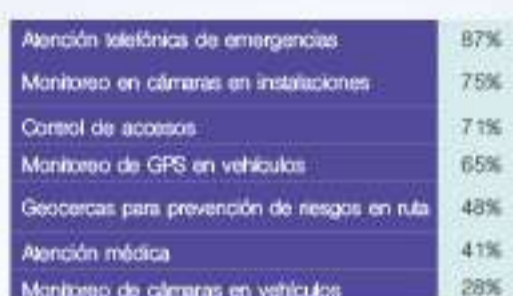 Atención telefónica de emergencias 87%
Monitoreo en cámaras en instalaciones 75%
Control de accesos 71%
Monitoreo de GPS en vehículos 65%
Geocercas para prevención de riesgos en ruta 48%
Atención médica 41%
Monitoreo de cámaras en vehículos 28%